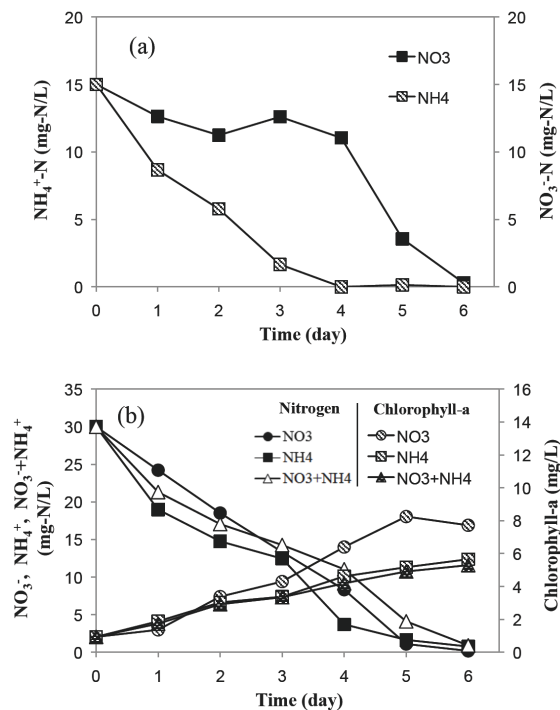 (a)
NO3
NH4
20
15
10
5
0
NH₄⁺-N (mg-N/L)
20
15
10
5
0
NO₃⁻-N (mg-N/L)
0 1 2 3 4 5 6
Time (day)
(b)
Nitrogen
NO3
NH4
NO3+NH4
Chlorophyll-a
NO3
NH4
NO3+NH4
35
30
25
20
15
10
5
0
NO₃⁻, NH₄⁺, NO₃⁻+NH₄⁺
(mg-N/L)
16
14
12
10
8
6
4
2
0
Chlorophyll-a (mg/L)
0 1 2 3 4 5 6
Time (day)